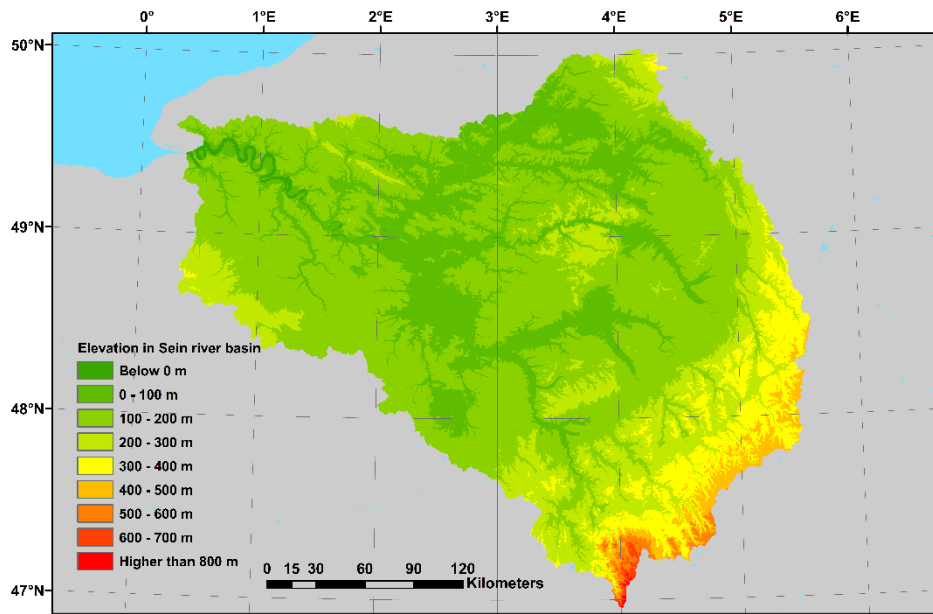 0° 1°E 2°E 3°E 4°E 5°E 6°E
50°N
49°N
48°N
47°N
Elevation in Sein river basin
Below 0 m
0 - 100 m
100 - 200 m
200 - 300 m
300 - 400 m
400 - 500 m
500 - 600 m
600 - 700 m
Higher than 800 m
0 15 30 60 90 120
Kilometers